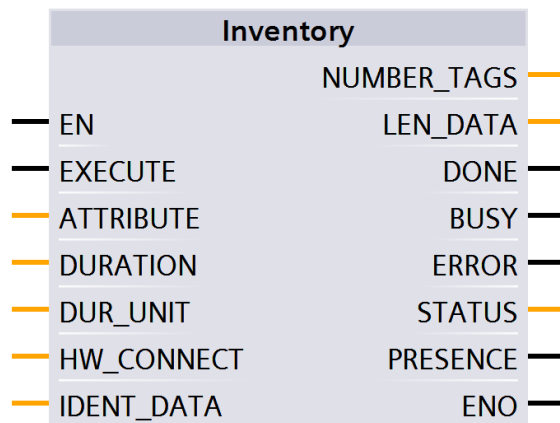 Inventory
NUMBER_TAGS
EN LEN_DATA
EXECUTE DONE
ATTRIBUTE BUSY
DURATION ERROR
DUR_UNIT STATUS
HW_CONNECT PRESENCE
IDENT_DATA ENO